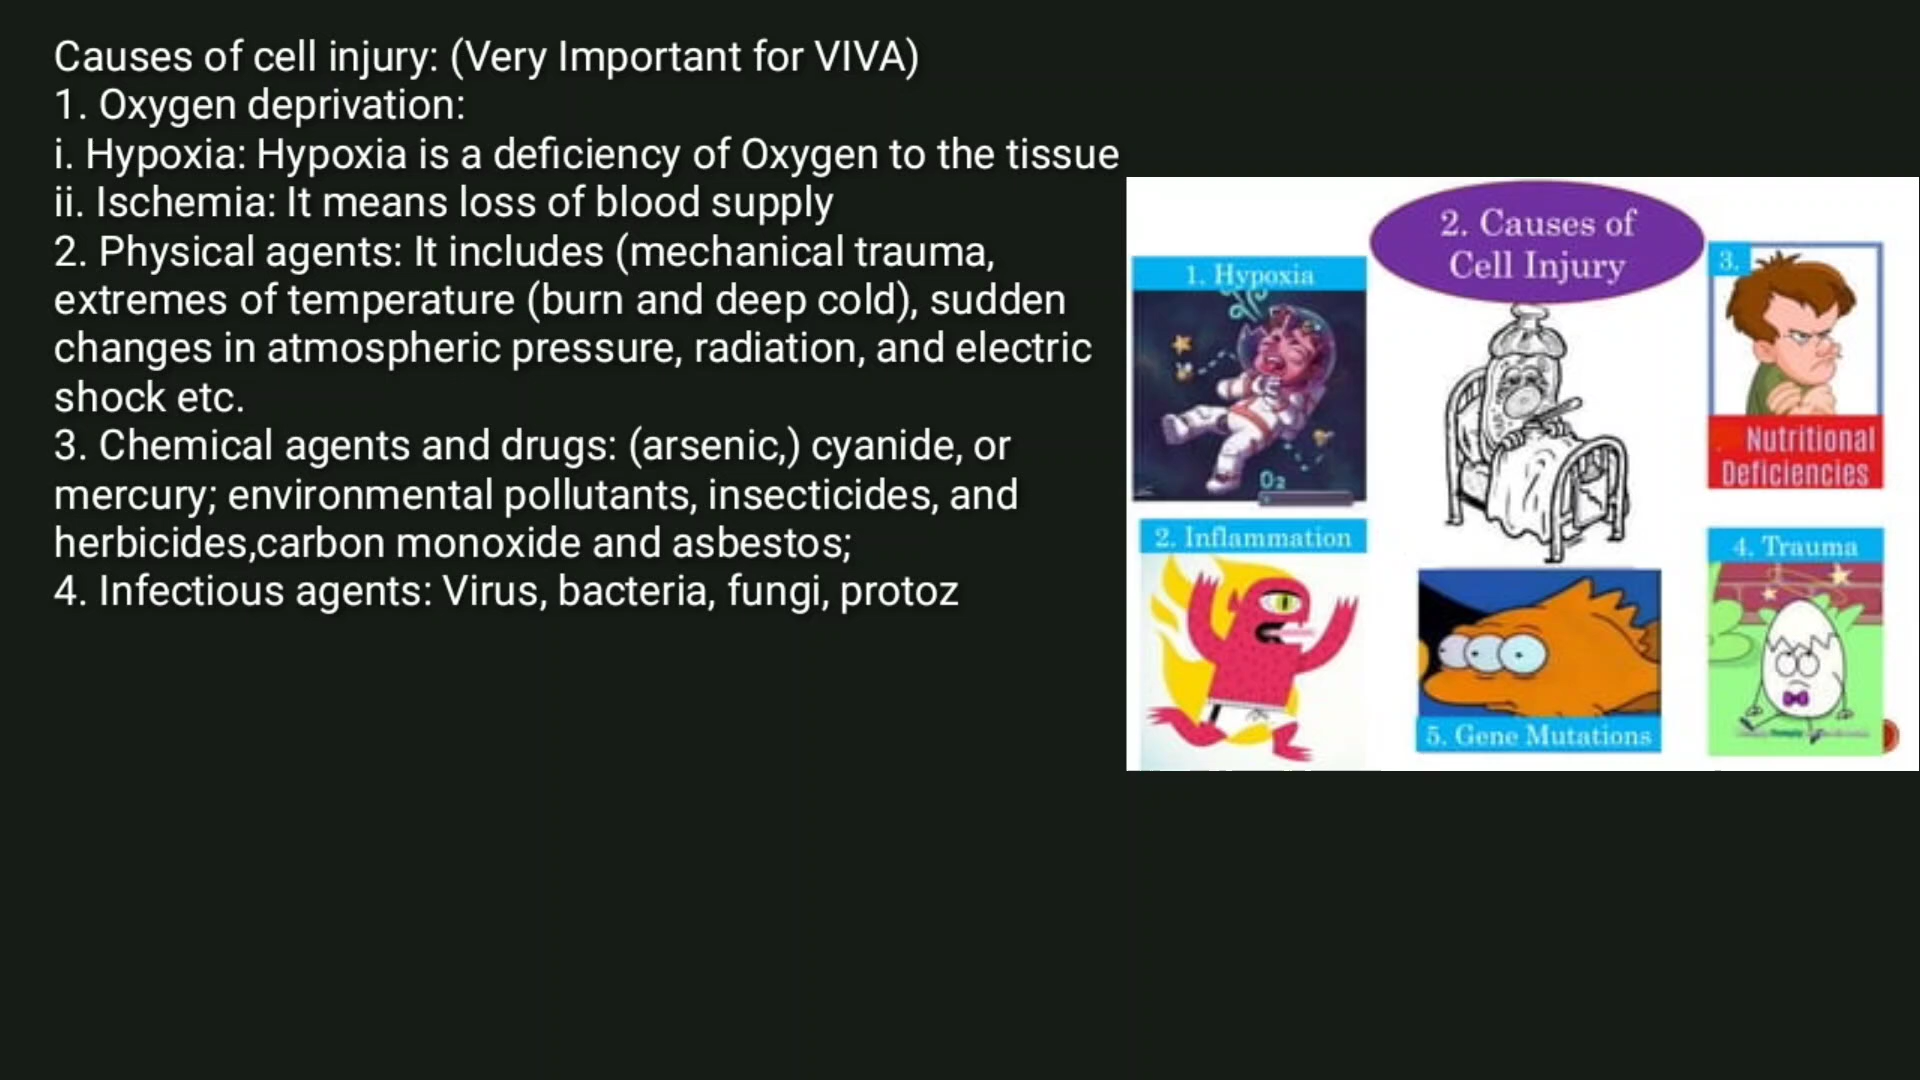 Causes of cell injury: (Very Important for VIVA)
1. Oxygen deprivation:
i. Hypoxia: Hypoxia is a deficiency of Oxygen to the tissue
ii. Ischemia: It means loss of blood supply
2. Physical agents: It includes (mechanical trauma,
extremes of temperature (burn and deep cold), sudden
changes in atmospheric pressure, radiation, and electric
shock etc.
3. Chemical agents and drugs: (arsenic,) cyanide, or
mercury; environmental pollutants, insecticides, and
herbicides,carbon monoxide and asbestos;
4. Infectious agents: Virus, bacteria, fungi, protoz
2. Causes of
Cell Injury
1. Hypoxia
O₂
2. Inflammation
3.
Nutritional
Deficiencies
4. Trauma
5. Gene Mutations